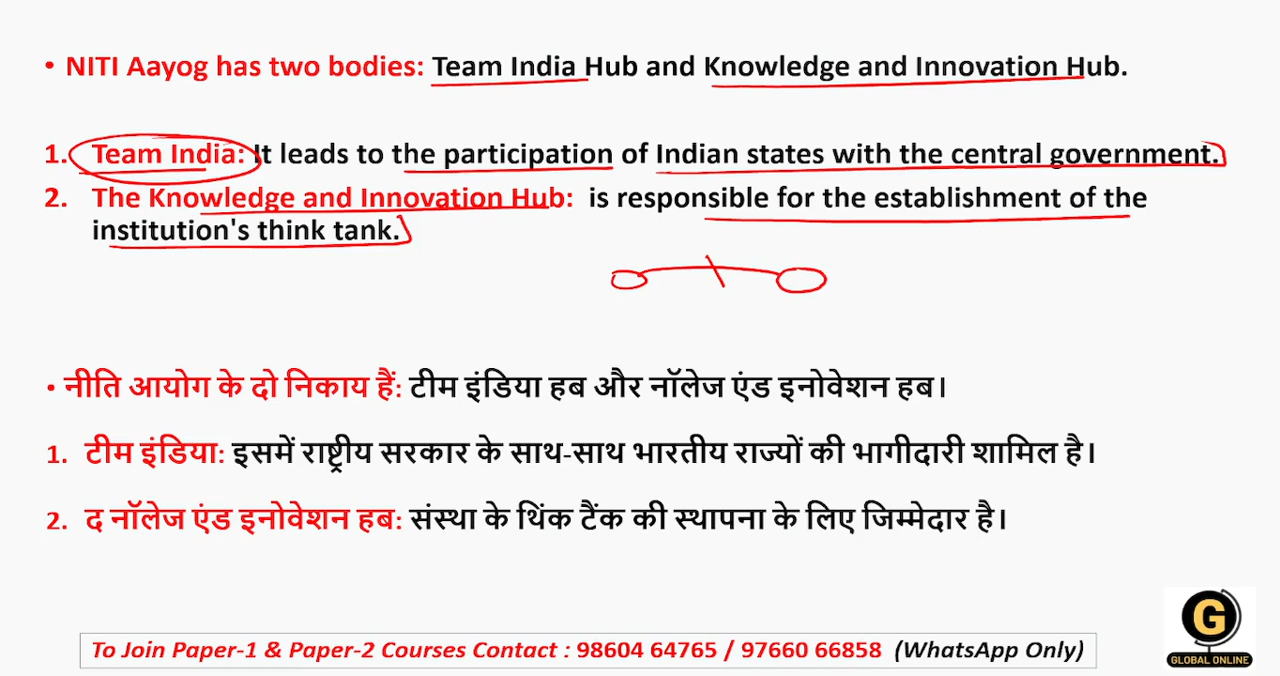 • NITI Aayog has two bodies: Team India Hub and Knowledge and Innovation Hub.
1. Team India: It leads to the participation of Indian states with the central government.
2. The Knowledge and Innovation Hub: is responsible for the establishment of the
institution's think tank.
• नीति आयोग के दो निकाय हैं: टीम इंडिया हब और नॉलेज एंड इनोवेशन हब।
1. टीम इंडिया: इसमें राष्ट्रीय सरकार के साथ-साथ भारतीय राज्यों की भागीदारी शामिल है।
2. द नॉलेज एंड इनोवेशन हब: संस्था के थिंक टैंक की स्थापना के लिए जिम्मेदार है।
To Join Paper-1 & Paper-2 Courses Contact : 98604 64765 / 97660 66858 (WhatsApp Only)
G
GLOBAL ONLINE